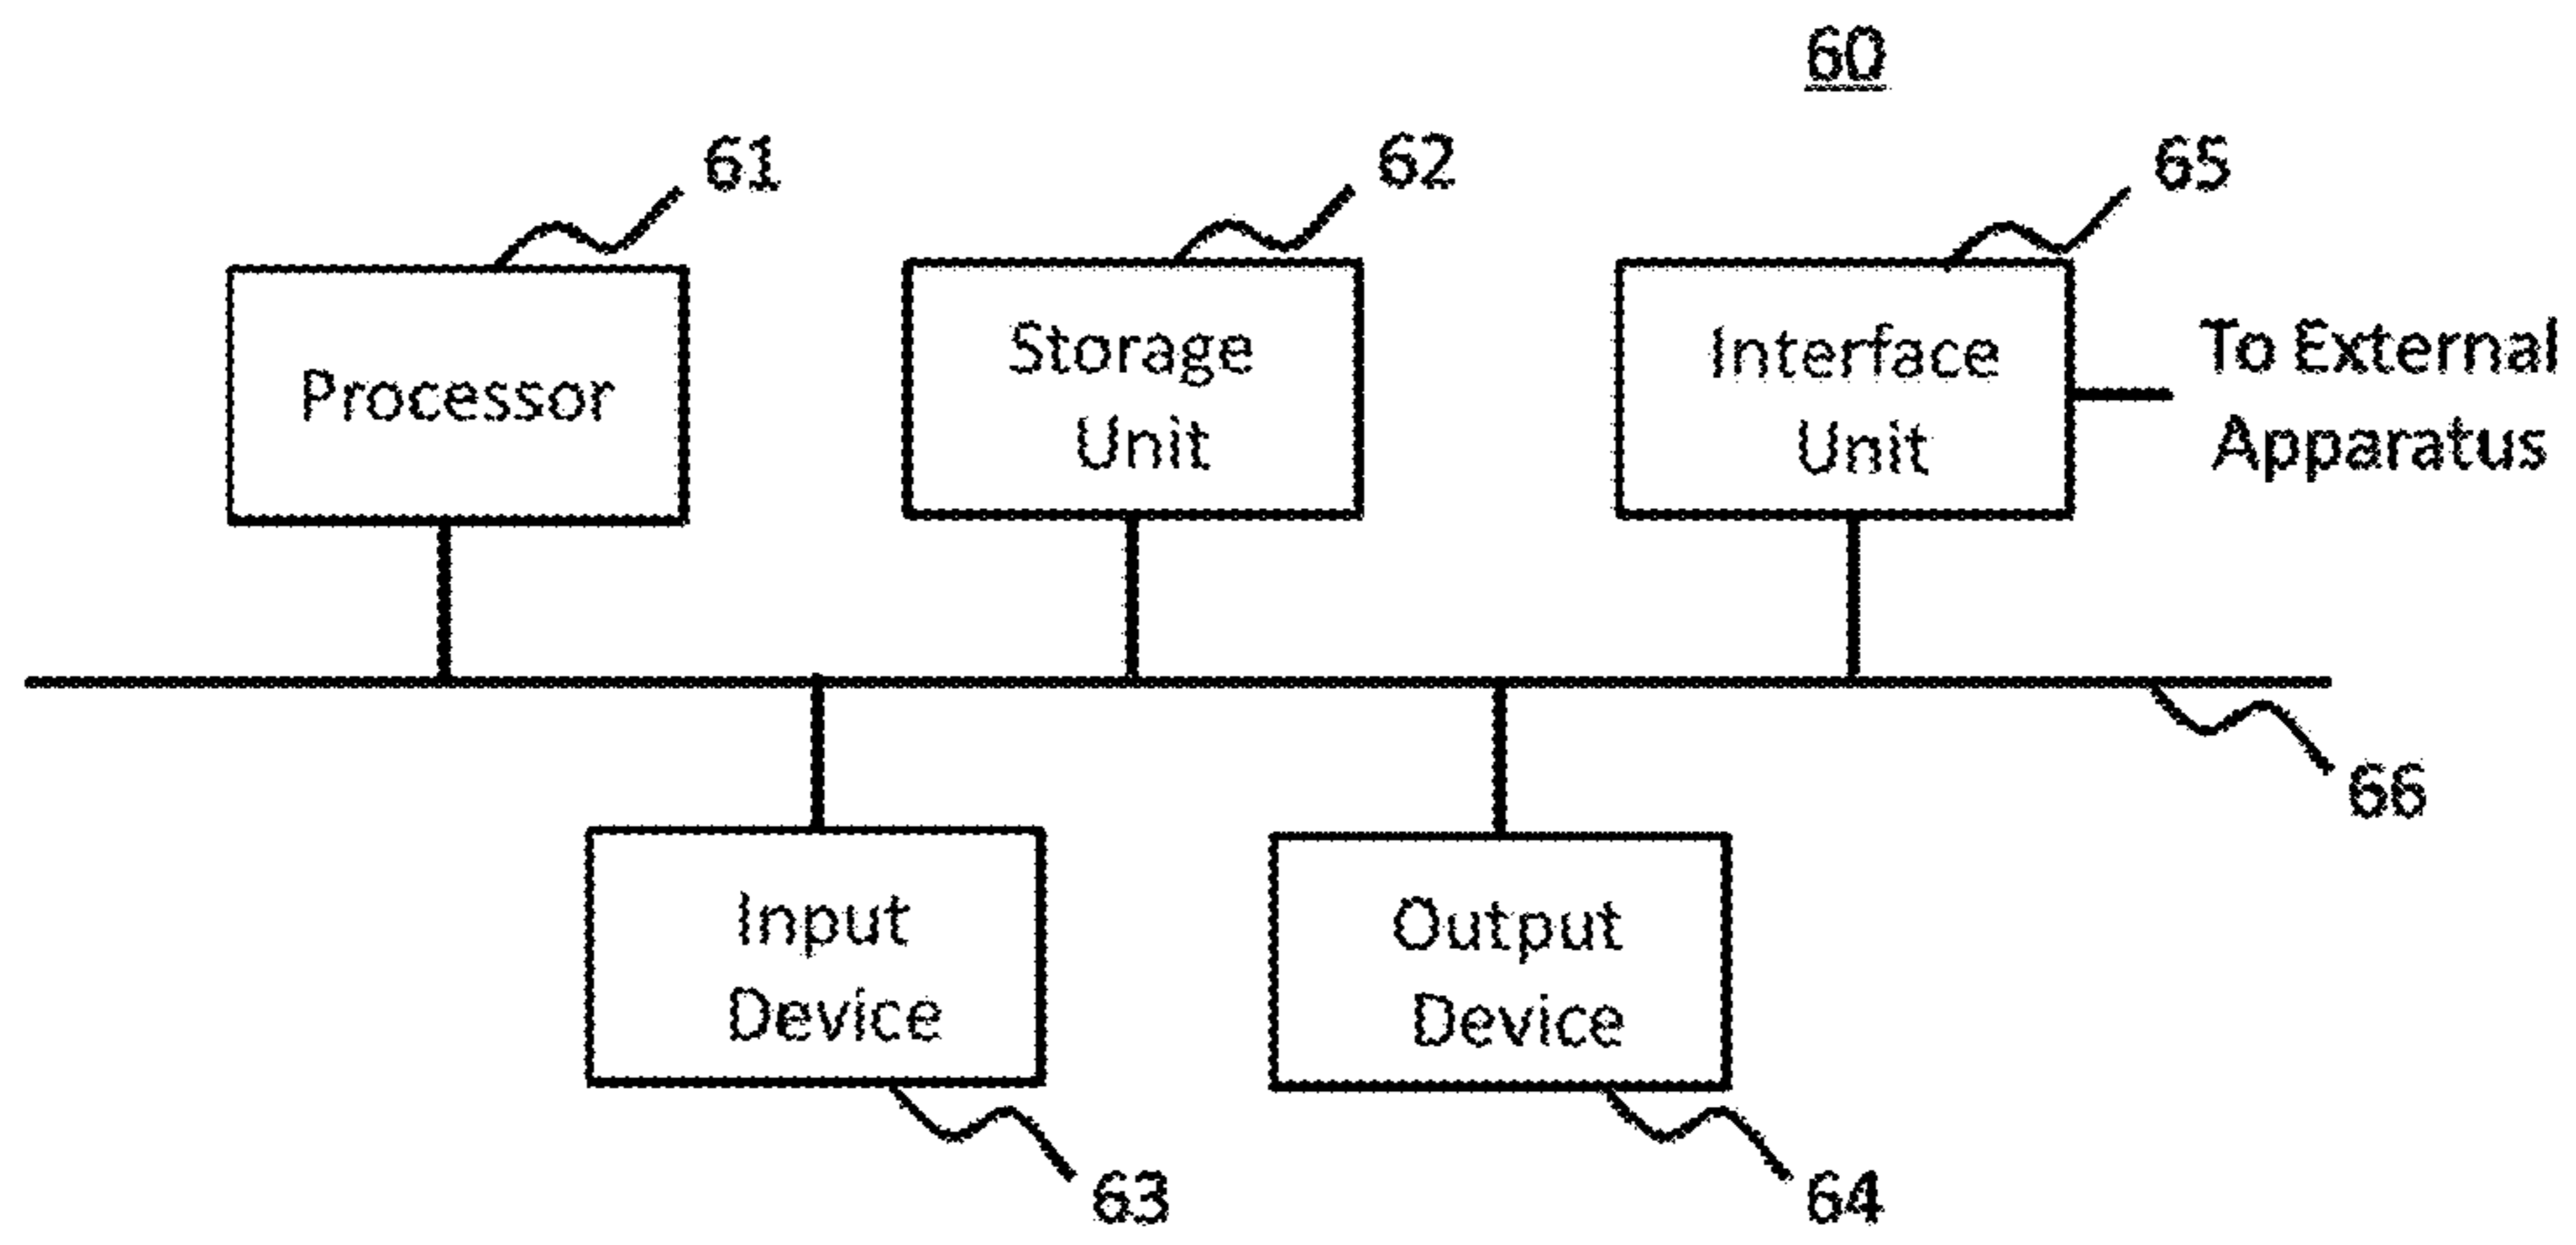 60
61
62
65
Processor
Storage
Unit
Interface
Unit
To External
Apparatus
66
Input
Device
Output
Device
63
64